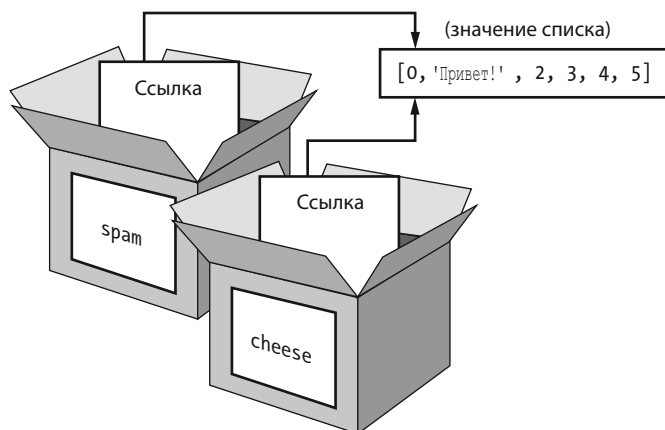 (значение списка)
[0, 'Привет!' , 2, 3, 4, 5]
Ссылка
spam
Ссылка
cheese